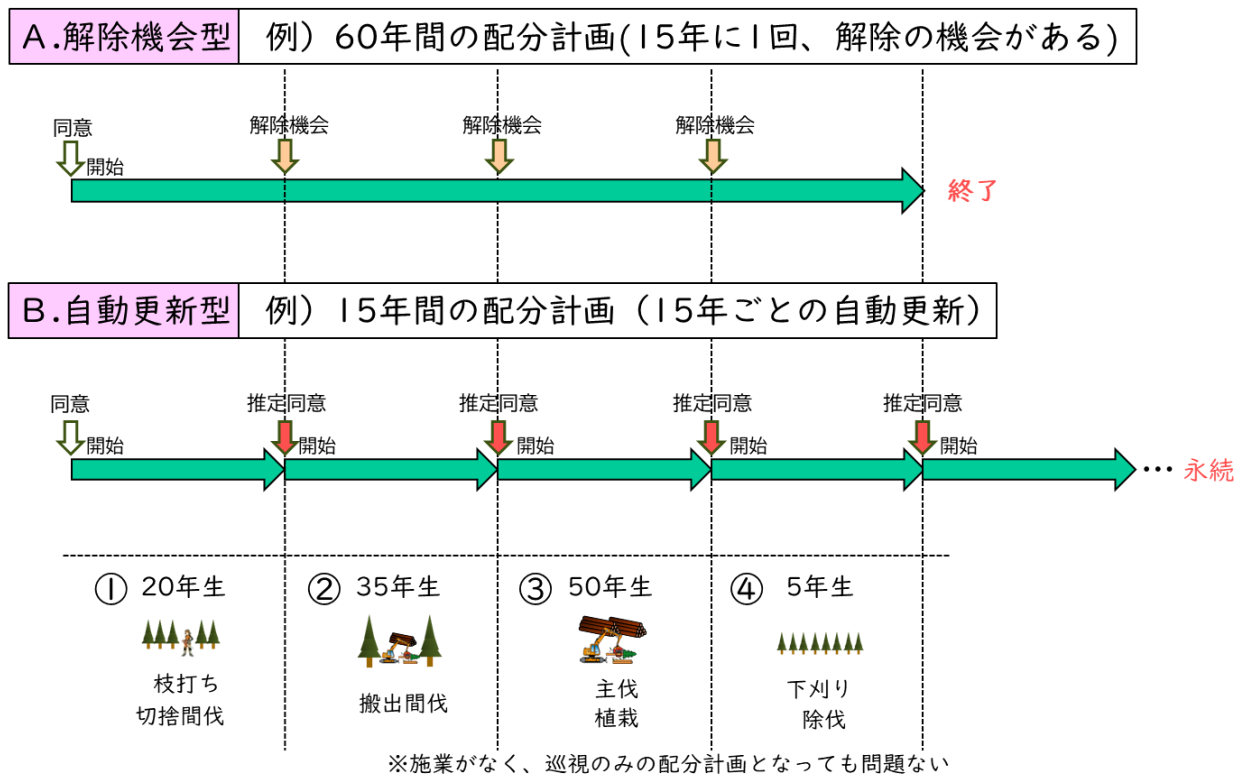 A.解除機会型 例）60年間の配分計画(15年に1回、解除の機会がある)
同意 解除機会 解除機会 解除機会
開始
終了
B.自動更新型 例）15年間の配分計画（15年ごとの自動更新）
同意 推定同意 推定同意 推定同意 推定同意
開始 開始 開始 開始 開始
… 永続
① 20年生 ② 35年生 ③ 50年生 ④ 5年生
枝打ち
切捨間伐
搬出間伐
主伐
植栽
下刈り
除伐
※施業がなく、巡視のみの配分計画となっても問題ない